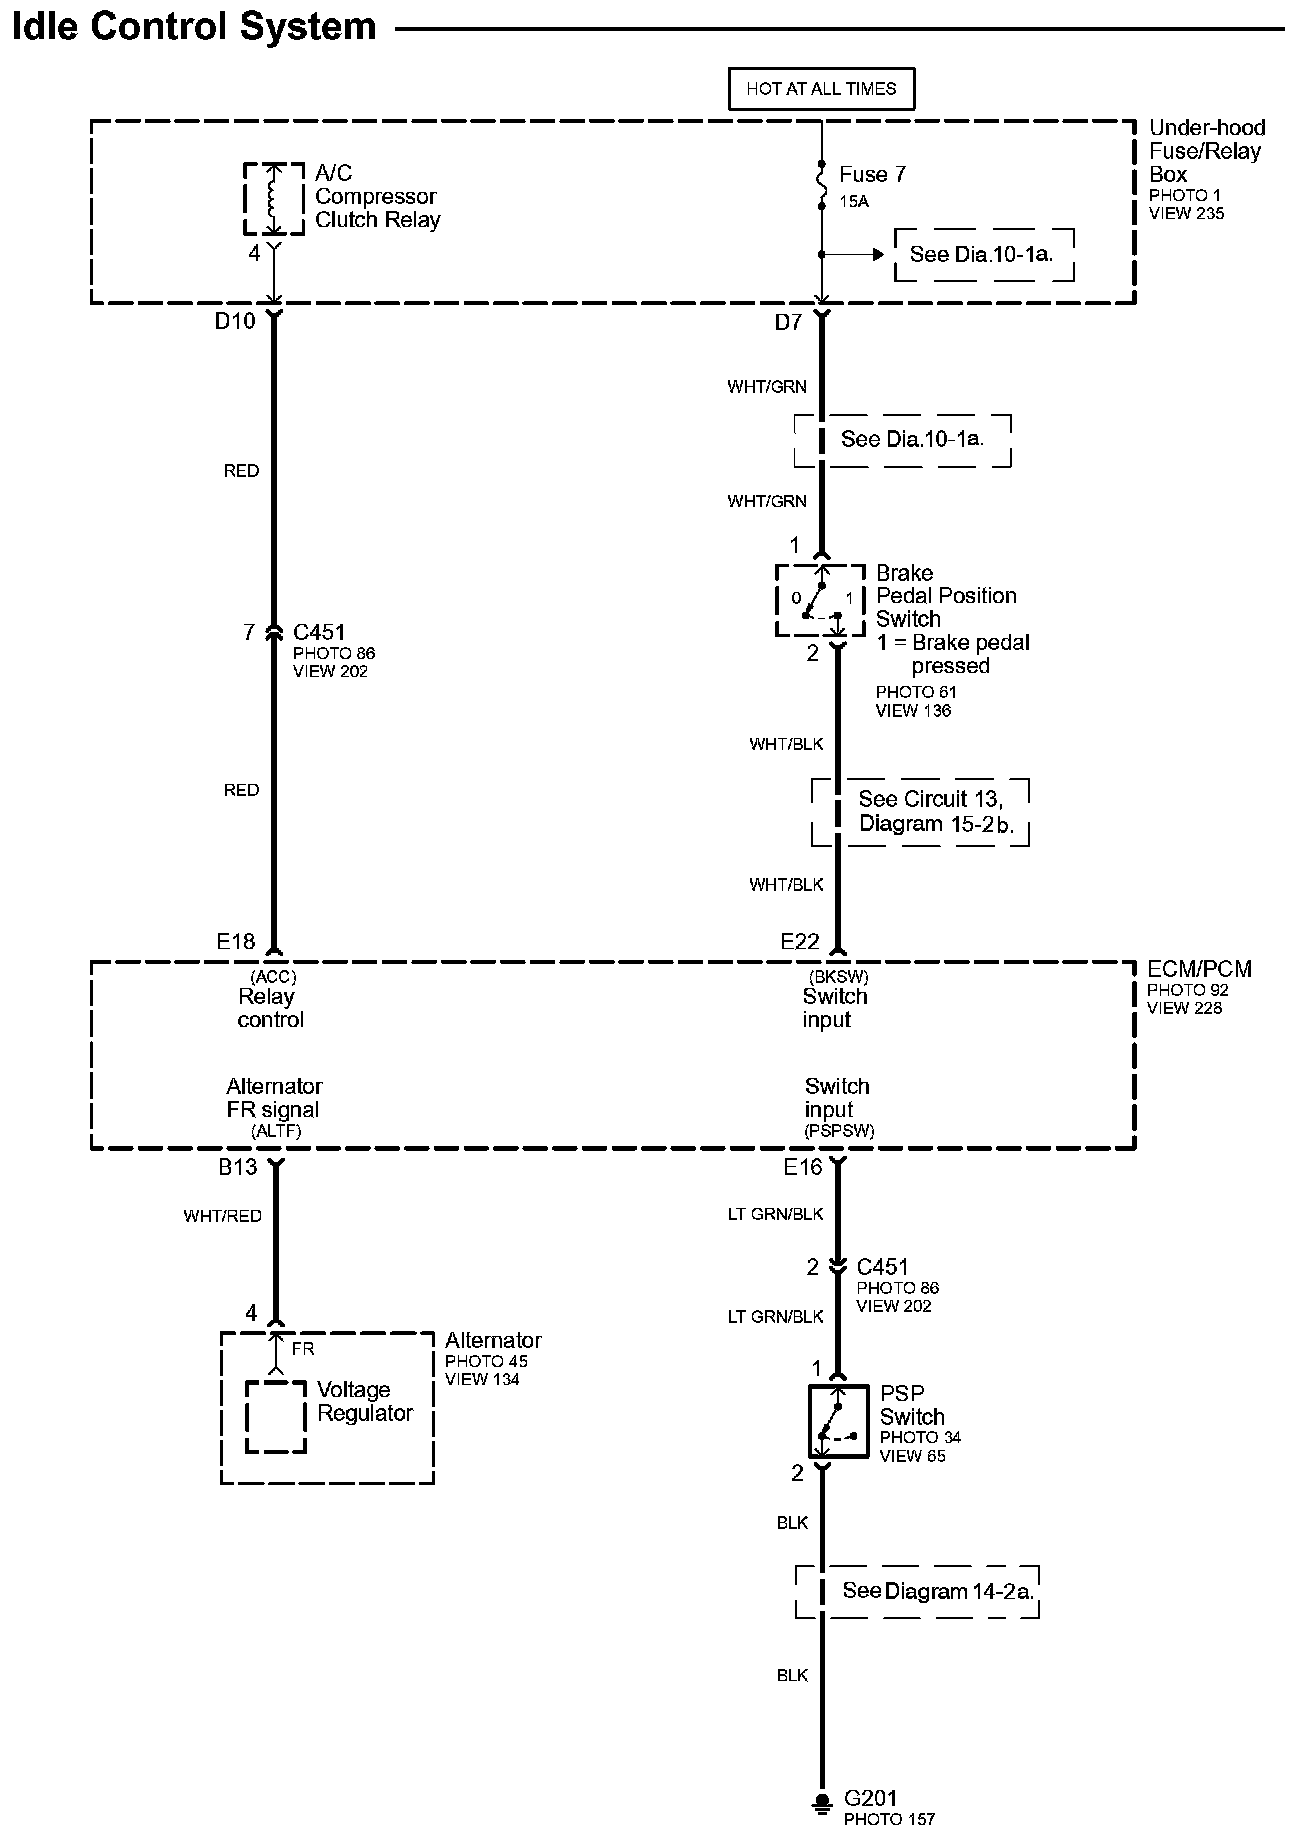 Idle Control System
HOT AT ALL TIMES
Under-hood
Fuse/Relay
Box
PHOTO 1
VIEW 235
A/C
Compressor
Clutch Relay
4
Fuse 7
15A
See Dia.10-1a.
D10
D7
WHT/GRN
See Dia.10-1a.
RED
WHT/GRN
1
Brake
Pedal Position
Switch
1 = Brake pedal
pressed
0 1
2
PHOTO 61
VIEW 136
7
C451
PHOTO 86
VIEW 202
WHT/BLK
RED
See Circuit 13,
Diagram 15-2b.
WHT/BLK
E18
E22
(ACC)
Relay
control
(BKSW)
Switch
input
ECM/PCM
PHOTO 92
VIEW 228
Alternator
FR signal
(ALTF)
Switch
input
(PSPSW)
B13
E16
WHT/RED
LT GRN/BLK
2
C451
PHOTO 86
VIEW 202
4
LT GRN/BLK
FR
Alternator
PHOTO 45
VIEW 134
Voltage
Regulator
1
PSP
Switch
PHOTO 34
VIEW 65
2
BLK
See Diagram 14-2a.
BLK
G201
PHOTO 157